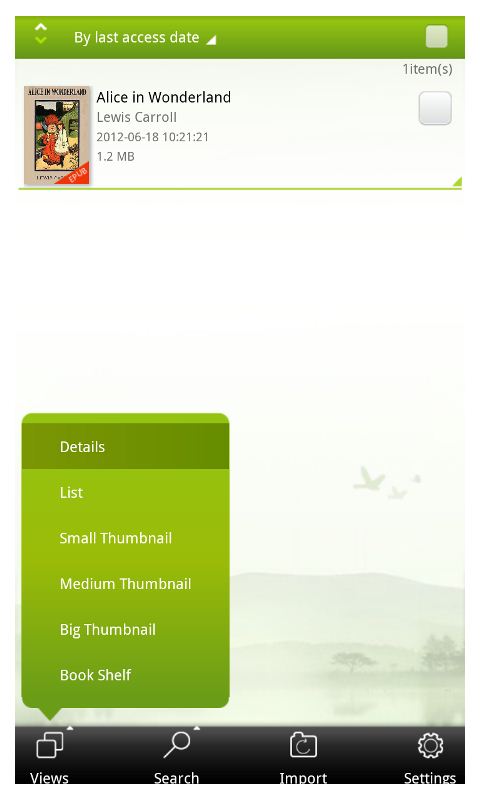 By last access date
1item(s)
ALICE IN WONDERLAND
Alice in Wonderland
Lewis Carroll
2012-06-18 10:21:21
1.2 MB
EPUB
Details
List
Small Thumbnail
Medium Thumbnail
Big Thumbnail
Book Shelf
Views
Search
Import
Settings